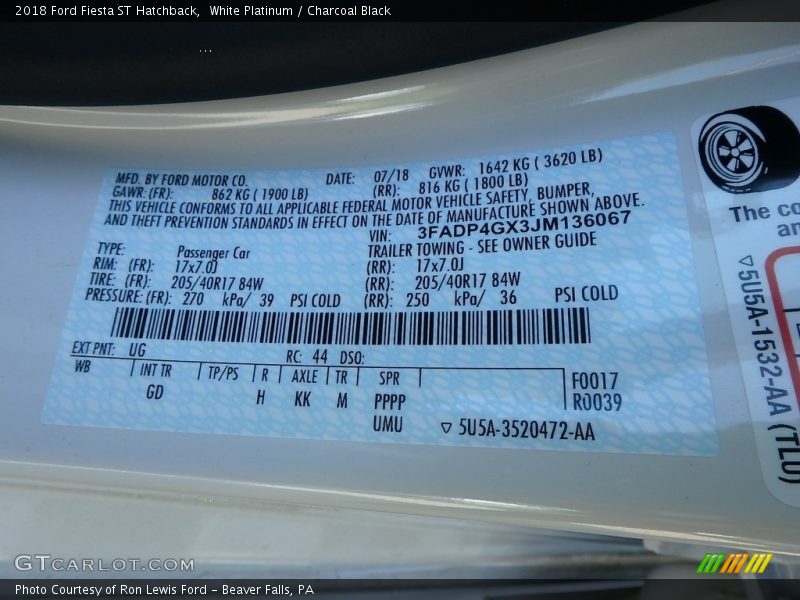 2018 Ford Fiesta ST Hatchback, White Platinum / Charcoal Black
MFD. BY FORD MOTOR CO. DATE: 07/18 GVWR: 1642 KG ( 3620 LB)
GAWR: (FR): 862 KG ( 1900 LB) (RR): 816 KG ( 1800 LB)
THIS VEHICLE CONFORMS TO ALL APPLICABLE FEDERAL MOTOR VEHICLE SAFETY, BUMPER,
AND THEFT PREVENTION STANDARDS IN EFFECT ON THE DATE OF MANUFACTURE SHOWN ABOVE.
VIN: 3FADP4GX3JM136067
TYPE: Passenger Car TRAILER TOWING - SEE OWNER GUIDE
RIM: (FR): 17x7.0J (RR): 17x7.0J
TIRE: (FR): 205/40R17 84W (RR): 205/40R17 84W
PRESSURE: (FR): 270 kPa/ 39 PSI COLD (RR): 250 kPa/ 36 PSI COLD
EXT PNT: UG RC: 44 DSO:
WB INT TR TP/PS R AXLE TR SPR F0017
GD H KK M PPPP R0039
UMU ▽ 5U5A-3520472-AA
The co
an
▽5U5A-1532-AA (TLU)
GTCARLOT.COM
Photo Courtesy of Ron Lewis Ford - Beaver Falls, PA